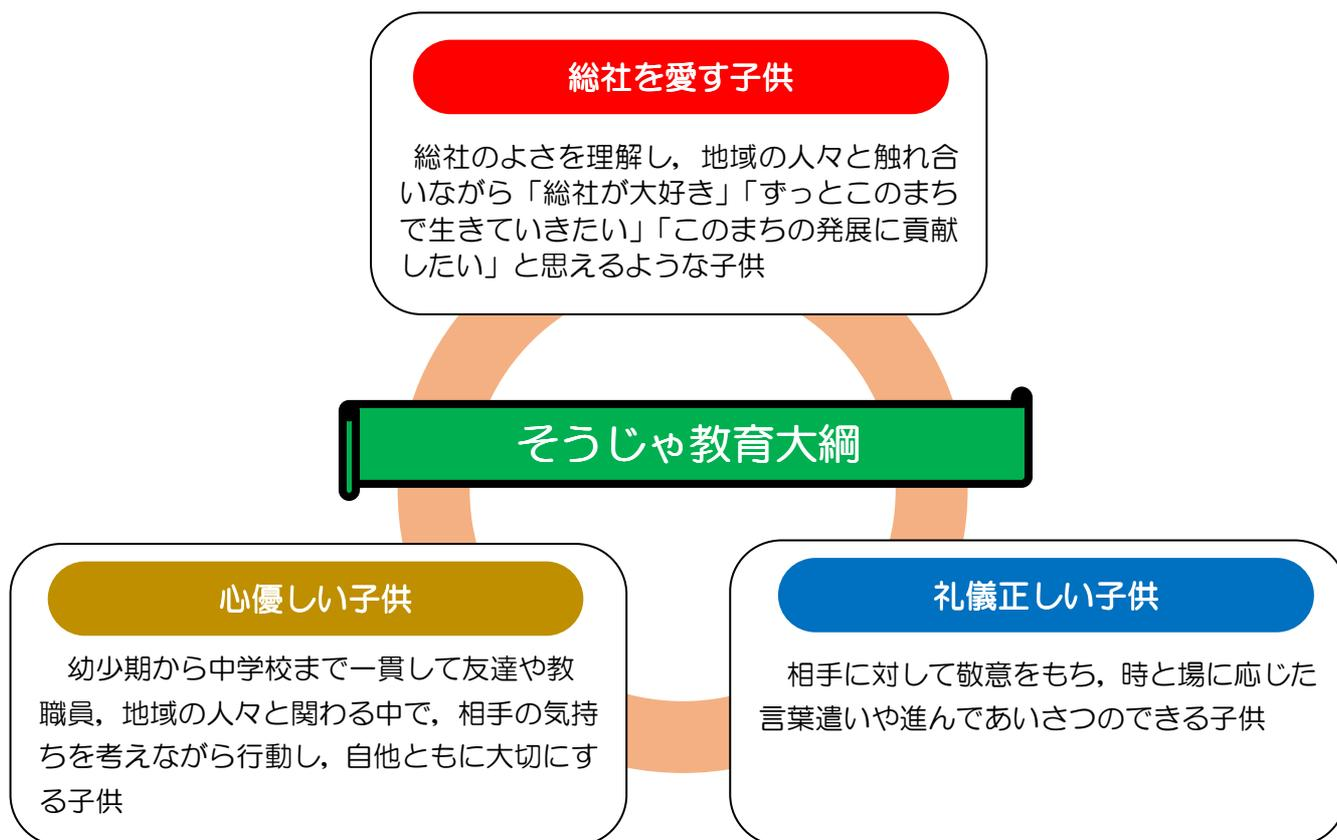 総社を愛す子供
総社のよさを理解し，地域の人々と触れ合
いながら「総社が大好き」「ずっとこのまち
で生きていきたい」「このまちの発展に貢献
したい」と思えるような子供
そうじゃ教育大綱
心優しい子供
幼少期から中学校まで一貫して友達や教
職員，地域の人々と関わる中で，相手の気持
ちを考えながら行動し，自他ともに大切にす
る子供
礼儀正しい子供
相手に対して敬意をもち，時と場に応じた
言葉遣いや進んであいさつのできる子供